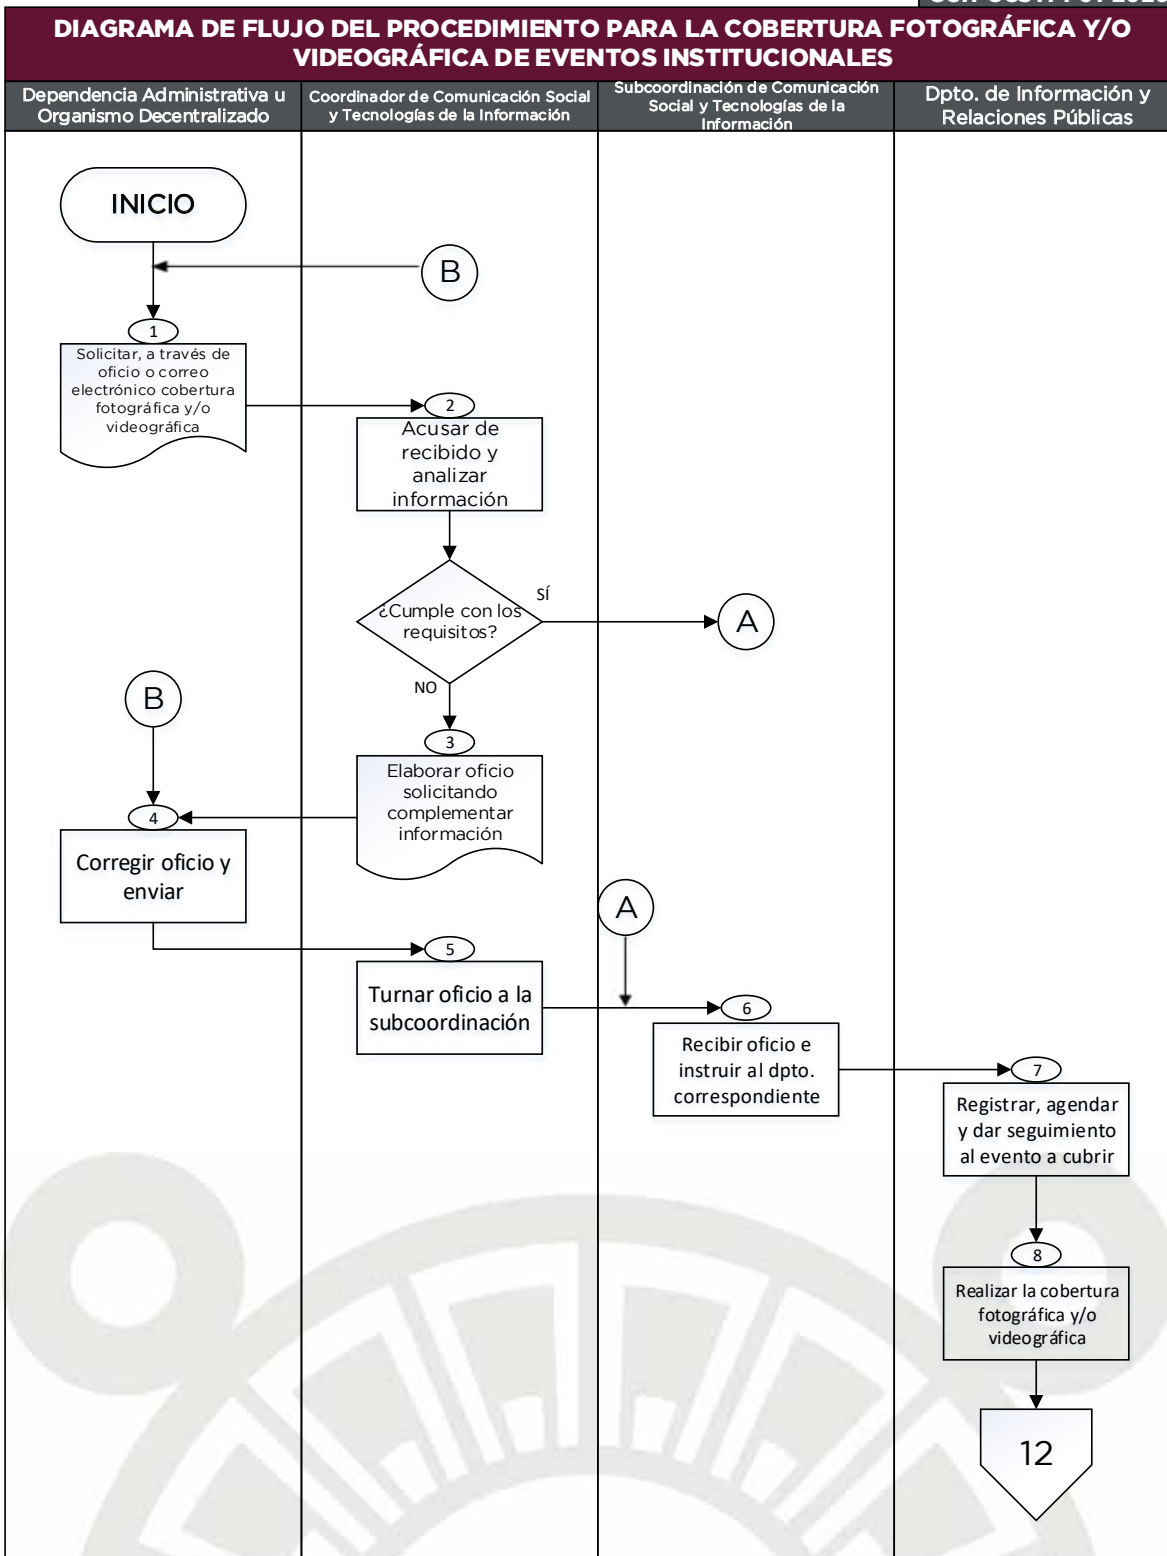 DIAGRAMA DE FLUJO DEL PROCEDIMIENTO PARA LA COBERTURA FOTOGRÁFICA Y/O
VIDEOGRÁFICA DE EVENTOS INSTITUCIONALES
Dependencia Administrativa u
Organismo Decentralizado
Coordinador de Comunicación Social
y Tecnologías de la Información
Subcoordinación de Comunicación
Social y Tecnologías de la
Información
Dpto. de Información y
Relaciones Públicas
INICIO
B
1
Solicitar, a través de
oficio o correo
electrónico cobertura
fotográfica y/o
videográfica
2
Acusar de
recibido y
analizar
información
¿Cumple con los
requisitos?
SÍ
A
NO
B
3
Elaborar oficio
solicitando
complementar
información
4
Corregir oficio y
enviar
A
5
Turnar oficio a la
subcoordinación
6
Recibir oficio e
instruir al dpto.
correspondiente
7
Registrar, agendar
y dar seguimiento
al evento a cubrir
8
Realizar la cobertura
fotográfica y/o
videográfica
12